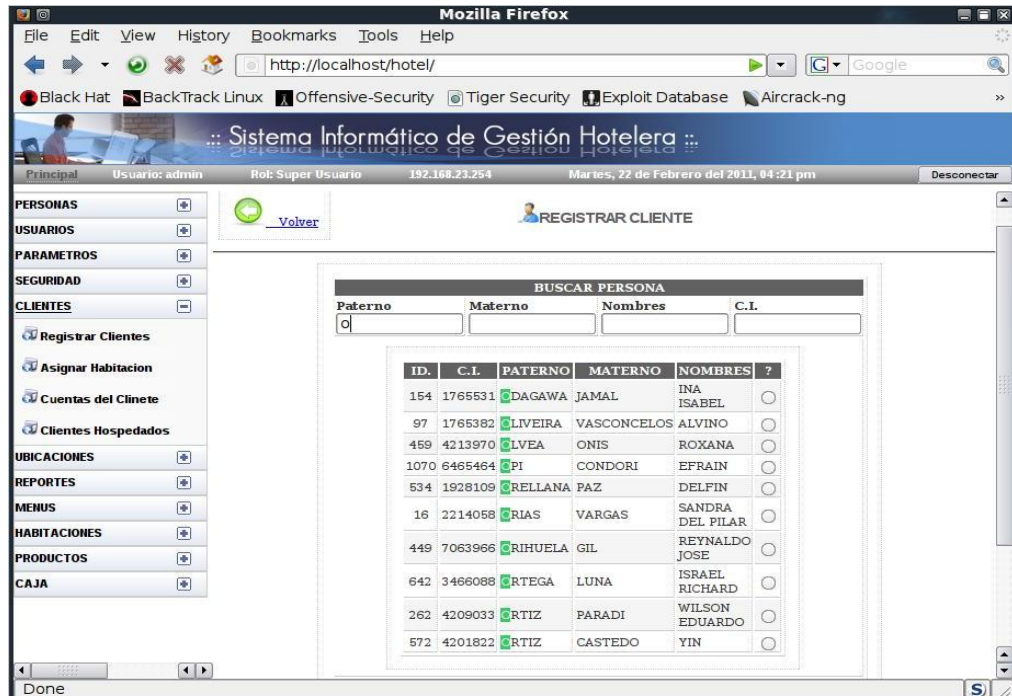 Mozilla Firefox
File Edit View History Bookmarks Tools Help
http://localhost/hotel/ G Google
Black Hat BackTrack Linux Offensive-Security Tiger Security Exploit Database Aircrack-ng »
.:: Sistema Informático de Gestión Hotelera ::.
Principal Usuario: admin Rol: Super Usuario 192.168.23.254 Martes, 22 de Febrero del 2011, 04:21 pm Desconectar
PERSONAS
USUARIOS
PARAMETROS
SEGURIDAD
CLIENTES
Registrar Clientes
Asignar Habitacion
Cuentas del Clinete
Clientes Hospedados
UBICACIONES
REPORTES
MENUS
HABITACIONES
PRODUCTOS
CAJA
Volver
REGISTRAR CLIENTE
BUSCAR PERSONA
Paterno Materno Nombres C.I.
o
ID. C.I. PATERNO MATERNO NOMBRES ?
154 1765531 ODAGAWA JAMAL INA ISABEL
97 1765382 OLIVEIRA VASCONCELOS ALVINO
459 4213970 OLVEA ONIS ROXANA
1070 6465464 OPI CONDORI EFRAIN
534 1928109 ORELLANA PAZ DELFIN
16 2214058 ORIAS VARGAS SANDRA DEL PILAR
449 7063966 ORIHUELA GIL REYNALDO JOSE
642 3466088 ORTEGA LUNA ISRAEL RICHARD
262 4209033 ORTIZ PARADI WILSON EDUARDO
572 4201822 ORTIZ CASTEDO YIN
Done